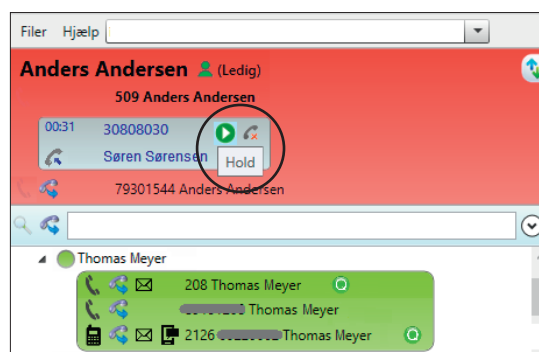 Filer Hjælp
Anders Andersen (Ledig)
509 Anders Andersen
00:31 30808030
Søren Sørensen
Hold
79301544 Anders Andersen
Thomas Meyer
208 Thomas Meyer
Thomas Meyer
2126 Thomas Meyer